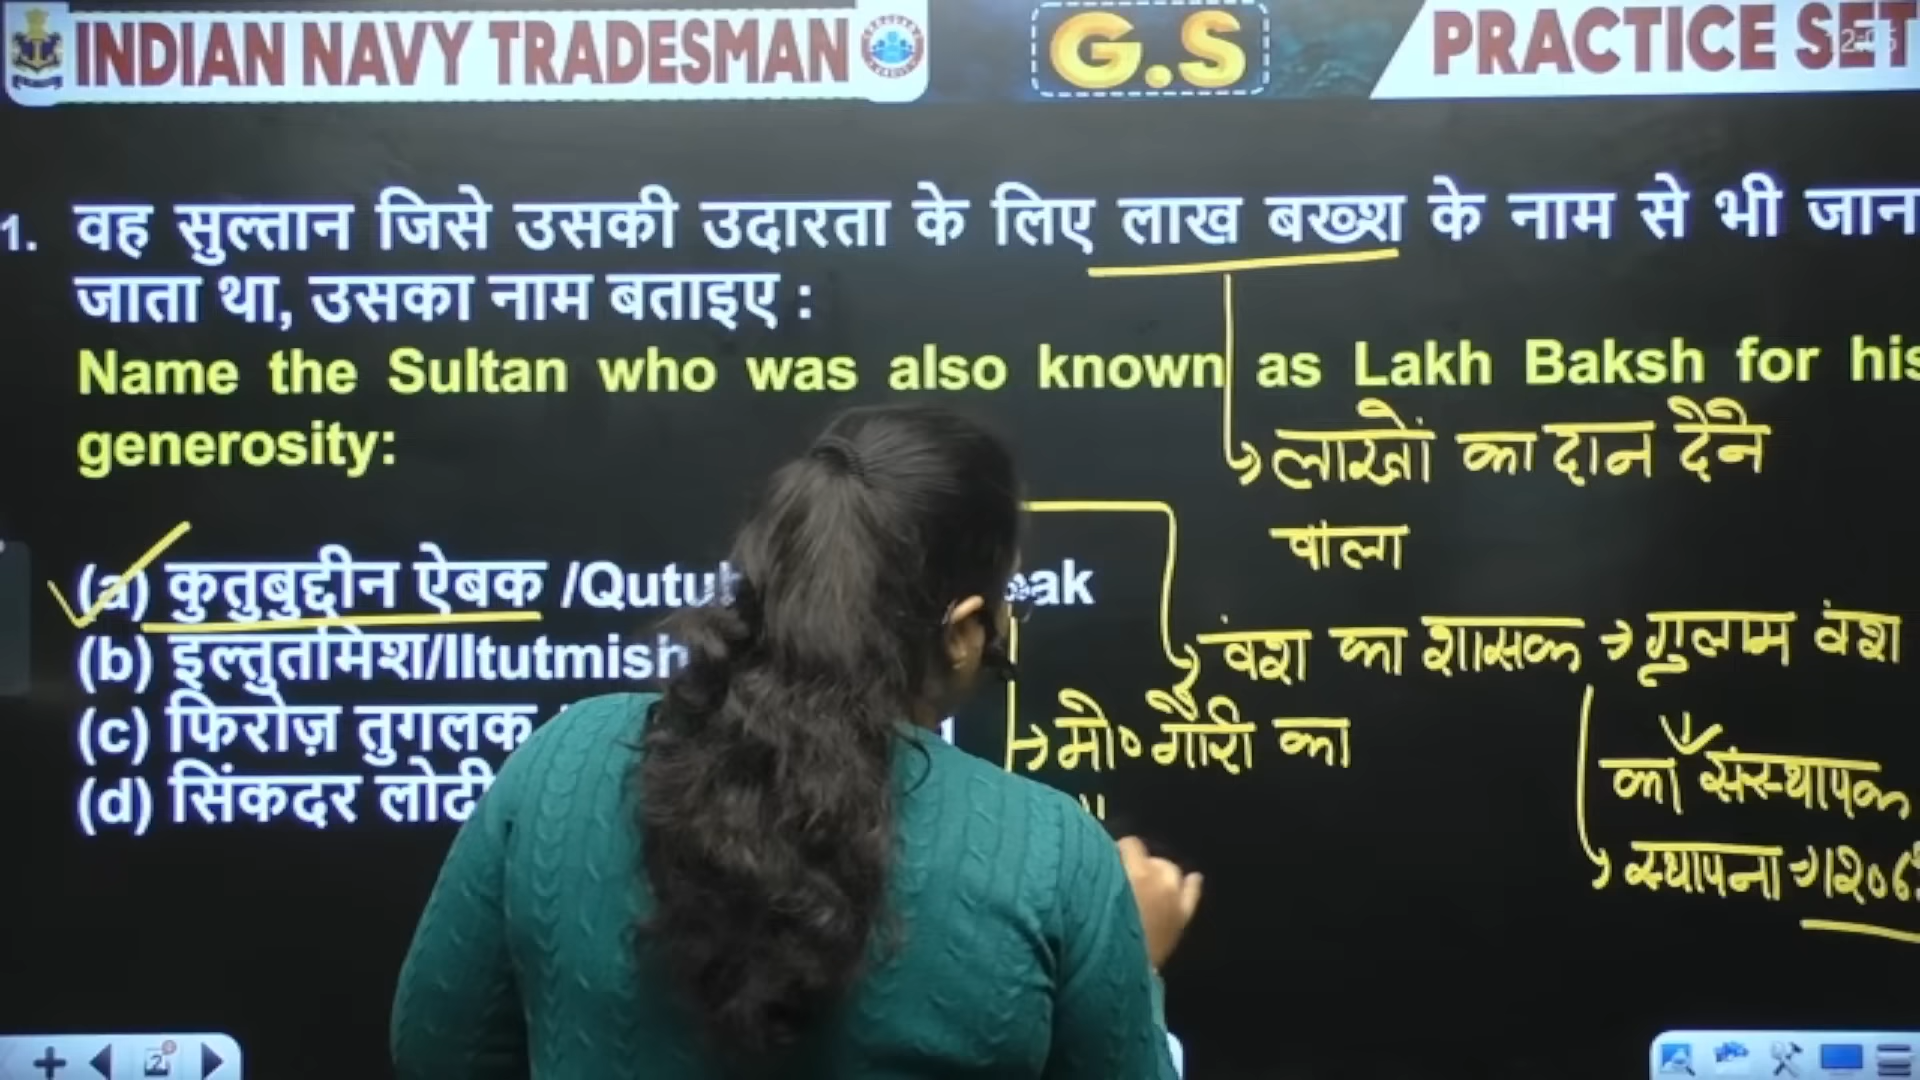 INDIAN NAVY TRADESMAN
G.S
PRACTICE SET
1. वह सुल्तान जिसे उसकी उदारता के लिए लाख बख्श के नाम से भी जान
जाता था, उसका नाम बताइए :
Name the Sultan who was also known as Lakh Baksh for his
generosity:
लाखों का दान देने
वाला
(a) कुतुबुद्दीन ऐबक /Qutub
(b) इल्तुतमिश/Iltutmish
(c) फिरोज़ तुगलक
(d) सिंकदर लोदी
वंश का शासक → गुलाम वंश
का संस्थापक
स्थापना → 1206
→ मो० गौरी का